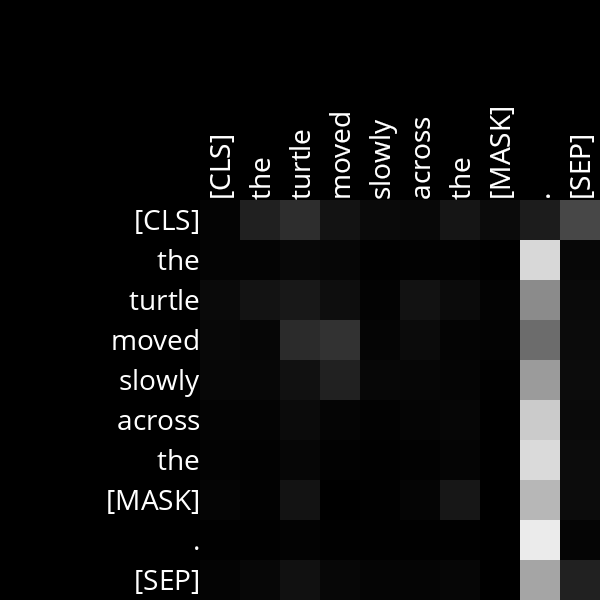 [CLS] the turtle moved slowly across the [MASK] . [SEP]
[CLS]
the
turtle
moved
slowly
across
the
[MASK]
.
[SEP]